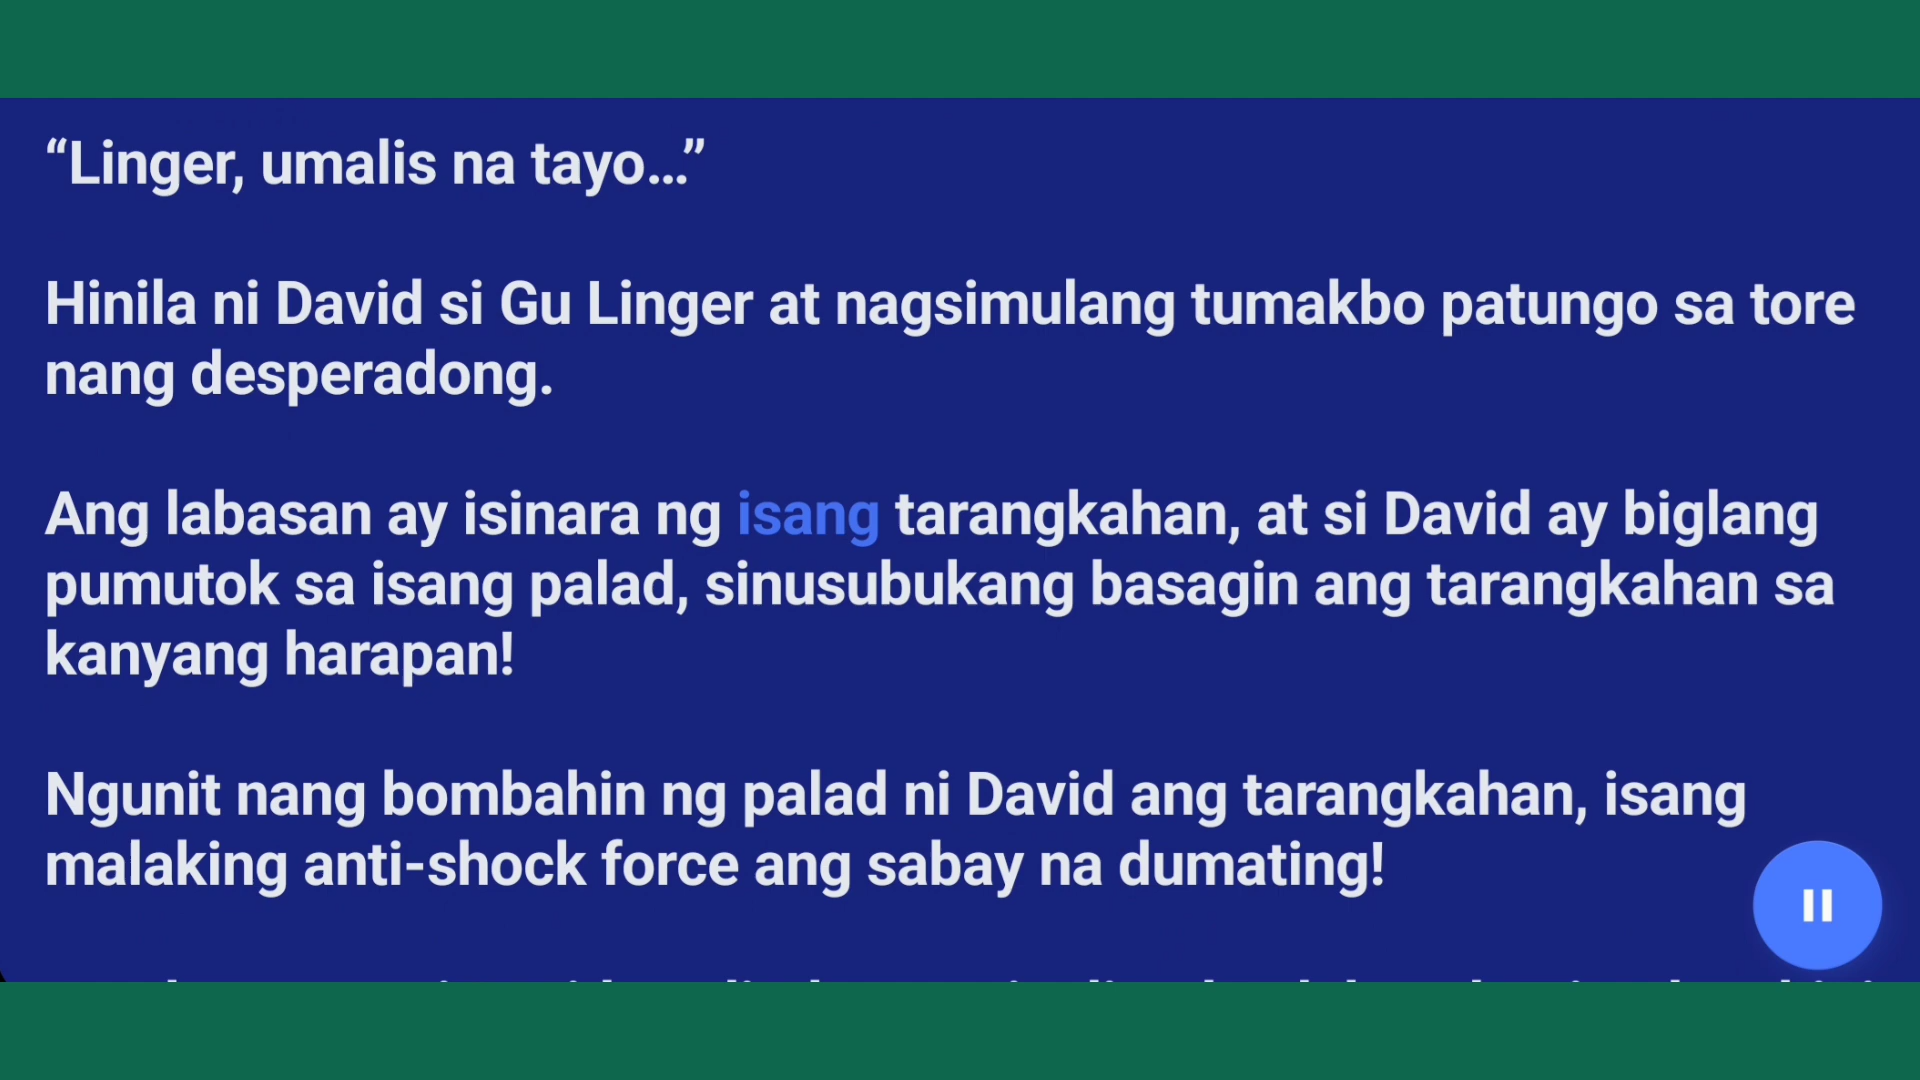 “Linger, umalis na tayo…”
Hinila ni David si Gu Linger at nagsimulang tumakbo patungo sa tore
nang desperadong.
Ang labasan ay isinara ng isang tarangkahan, at si David ay biglang
pumutok sa isang palad, sinusubukang basagin ang tarangkahan sa
kanyang harapan!
Ngunit nang bombahin ng palad ni David ang tarangkahan, isang
malaking anti-shock force ang sabay na dumating!